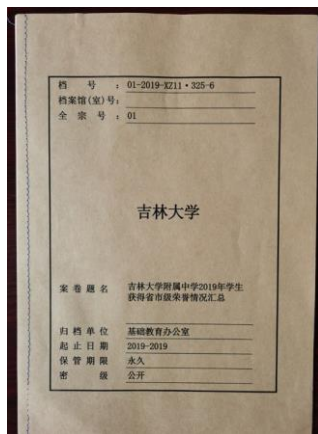 档 号 : 01-2019-XZ11·325-6
档案馆(室)号:
全 宗 号 : 01
吉林大学
案 卷 题 名 吉林大学附属中学2019年学生
获得省市级荣誉情况汇总
归 档 单 位 基础教育办公室
起 止 日 期 2019-2019
保 管 期 限 永久
密 级 公开